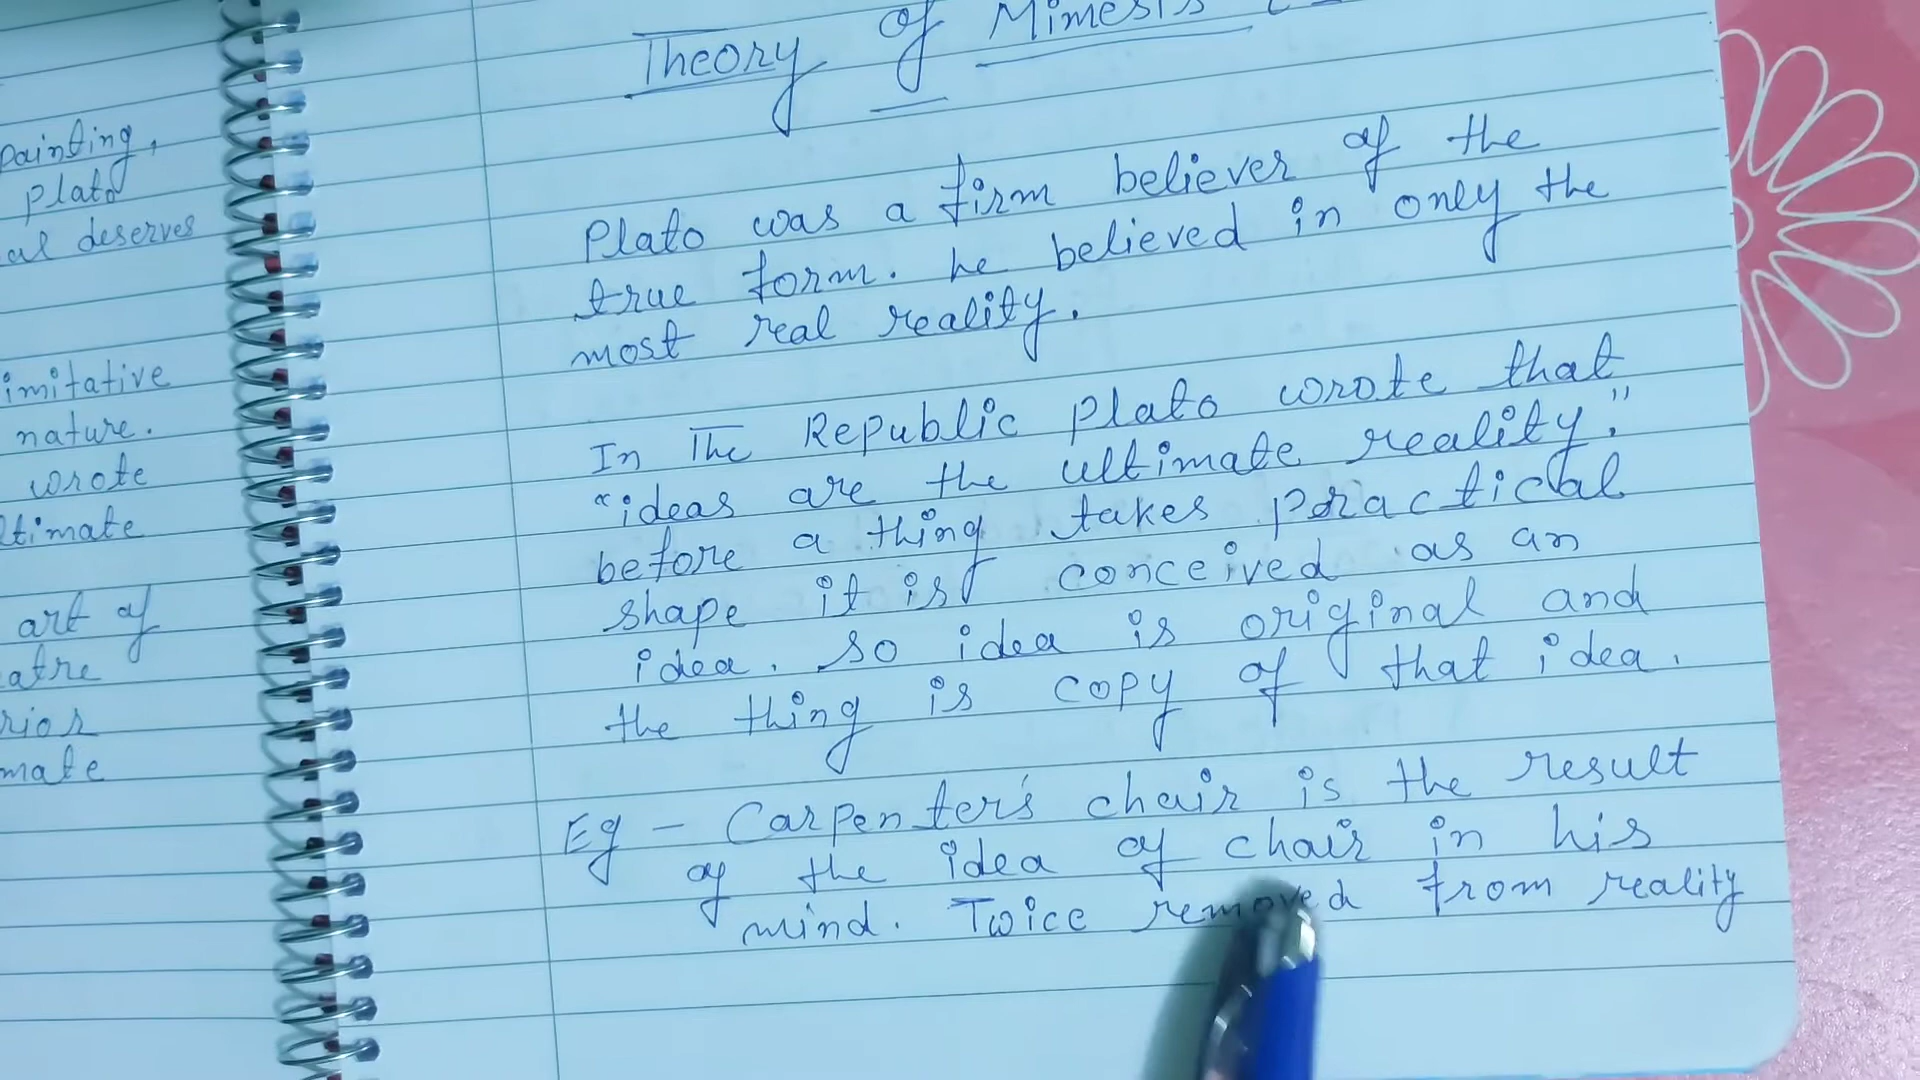 painting,
Plato
al deserves
imitative
nature.
wrote
ltimate
art of
atre
rior
mate
Theory of Mimesis
Plato was a firm believer of the
true form. he believed in only the
most real reality.
In The Republic Plato wrote that
"ideas are the ultimate reality."
before a thing takes practical
shape it is conceived as an
idea. so idea is original and
the thing is copy of that idea.
Eg – Carpenter's chair is the result
of the idea of chair in his
mind. Twice removed from reality